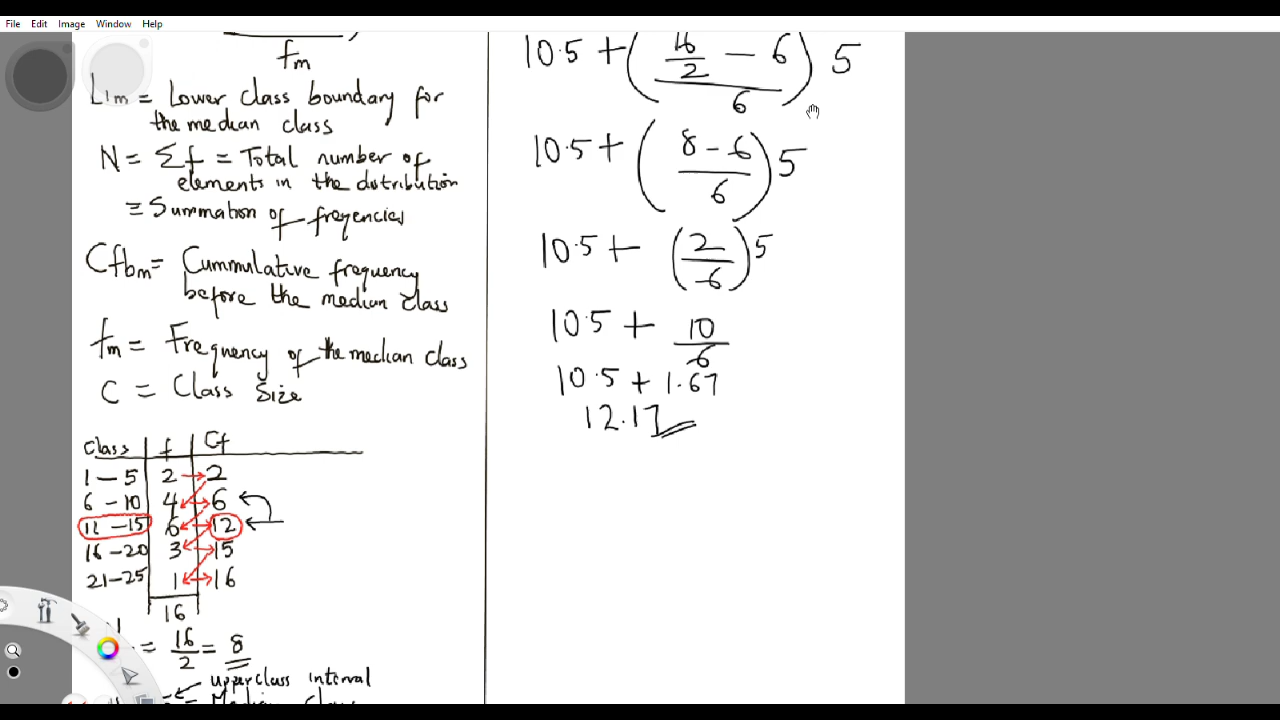 File Edit Image Window Help
fm
L1m = Lower class boundary for
the median class
N = Σf = Total number of
elements in the distribution
= Summation of freqencies
Cfbm = Cummulative frequency
before the median class
fm = Frequency of the median class
C = Class Size
Class f Cf
1 – 5 2 2
6 – 10 4 6
11 – 15 6 12
16 – 20 3 15
21 – 25 1 16
16
= 16/2 = 8
upper class interval
= Median Class
10.5 + (16/2 – 6 / 6) 5
10.5 + (8 – 6 / 6) 5
10.5 + (2/6) 5
10.5 + 10/6
10.5 + 1.67
12.17